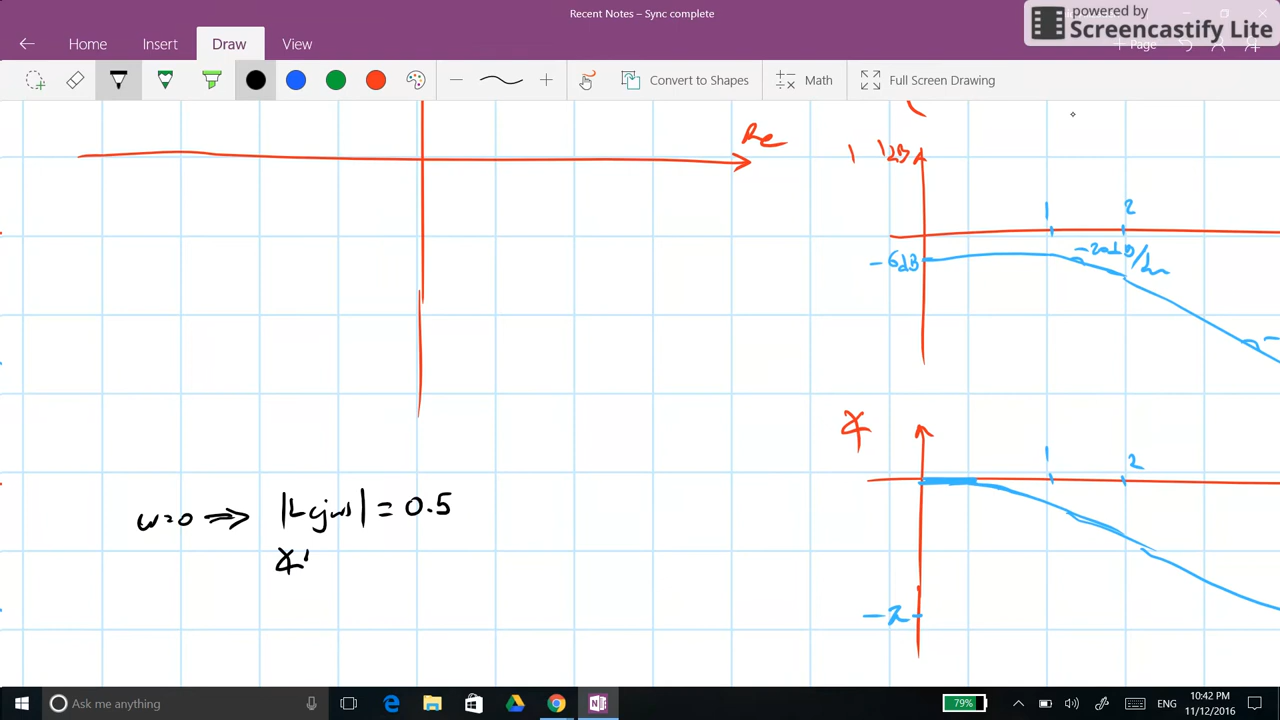 Recent Notes – Sync complete
powered by
Screencastify Lite
Home Insert Draw View
Page
Convert to Shapes Math Full Screen Drawing
Re
1
2
-6dB
1
2
ω=0 ⇒ |L(jω)| = 0.5
∡
Ask me anything
79%
ENG
10:42 PM
11/12/2016